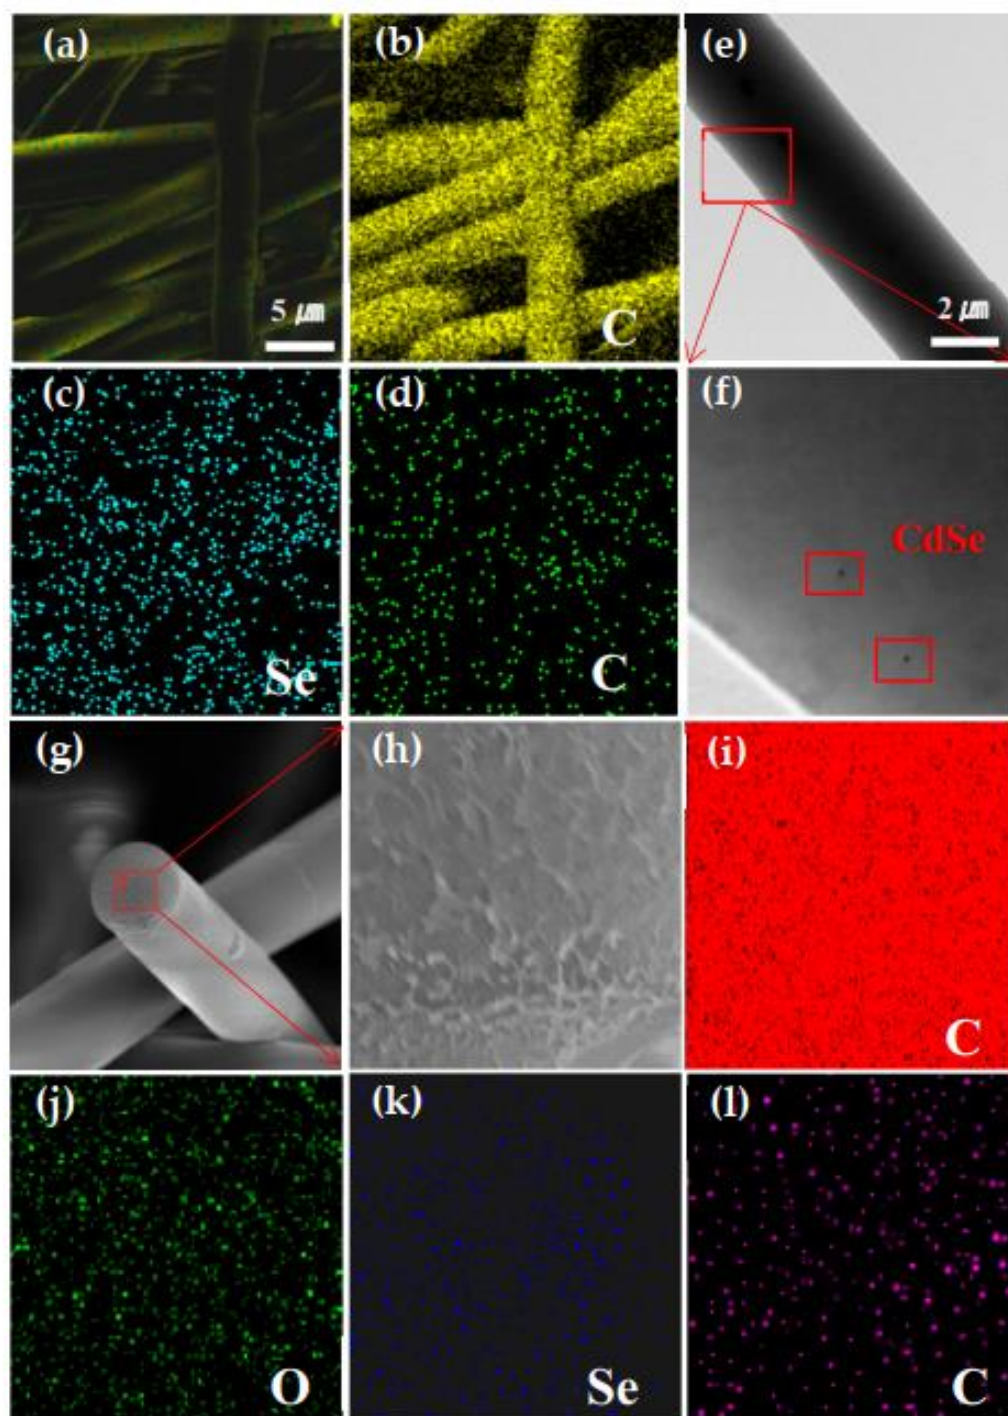 (a)
5 ㎛
(b)
C
(e)
2 ㎛
(c)
Se
(d)
C
(f)
CdSe
(g)
(h)
(i)
C
(j)
O
(k)
Se
(l)
C